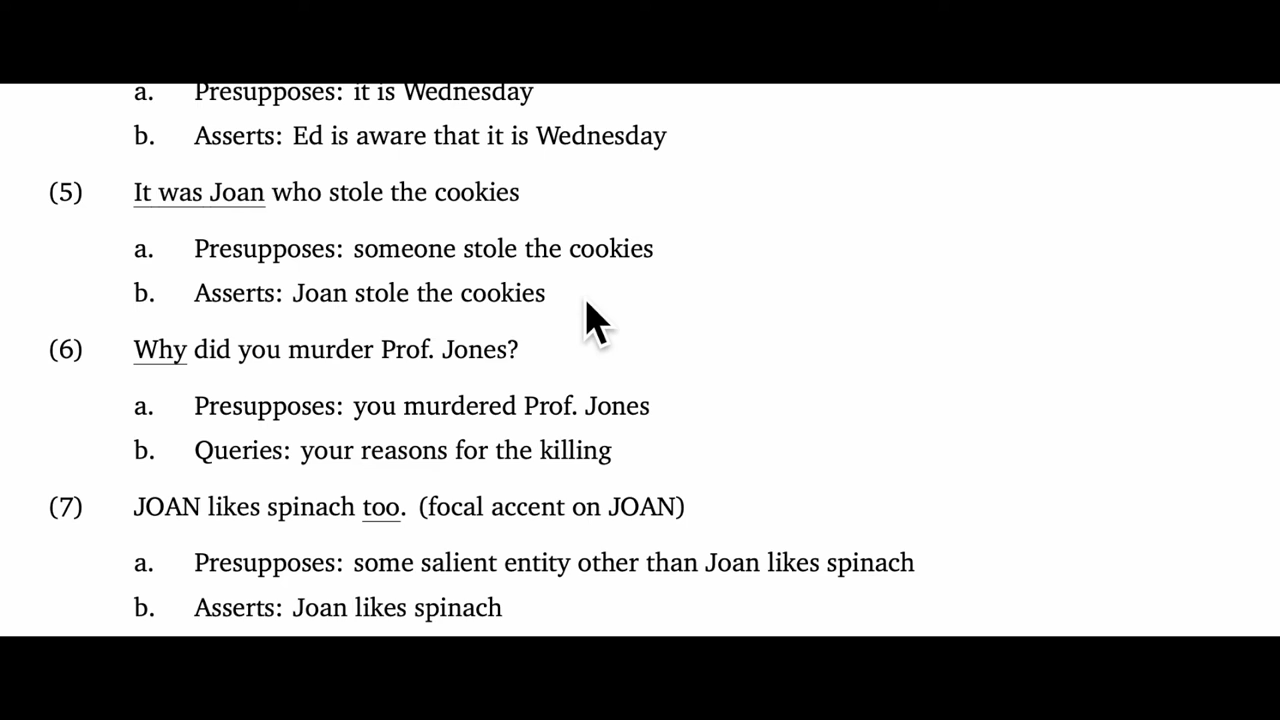 a. Presupposes: it is Wednesday
b. Asserts: Ed is aware that it is Wednesday
(5) It was Joan who stole the cookies
a. Presupposes: someone stole the cookies
b. Asserts: Joan stole the cookies
(6) Why did you murder Prof. Jones?
a. Presupposes: you murdered Prof. Jones
b. Queries: your reasons for the killing
(7) JOAN likes spinach too. (focal accent on JOAN)
a. Presupposes: some salient entity other than Joan likes spinach
b. Asserts: Joan likes spinach